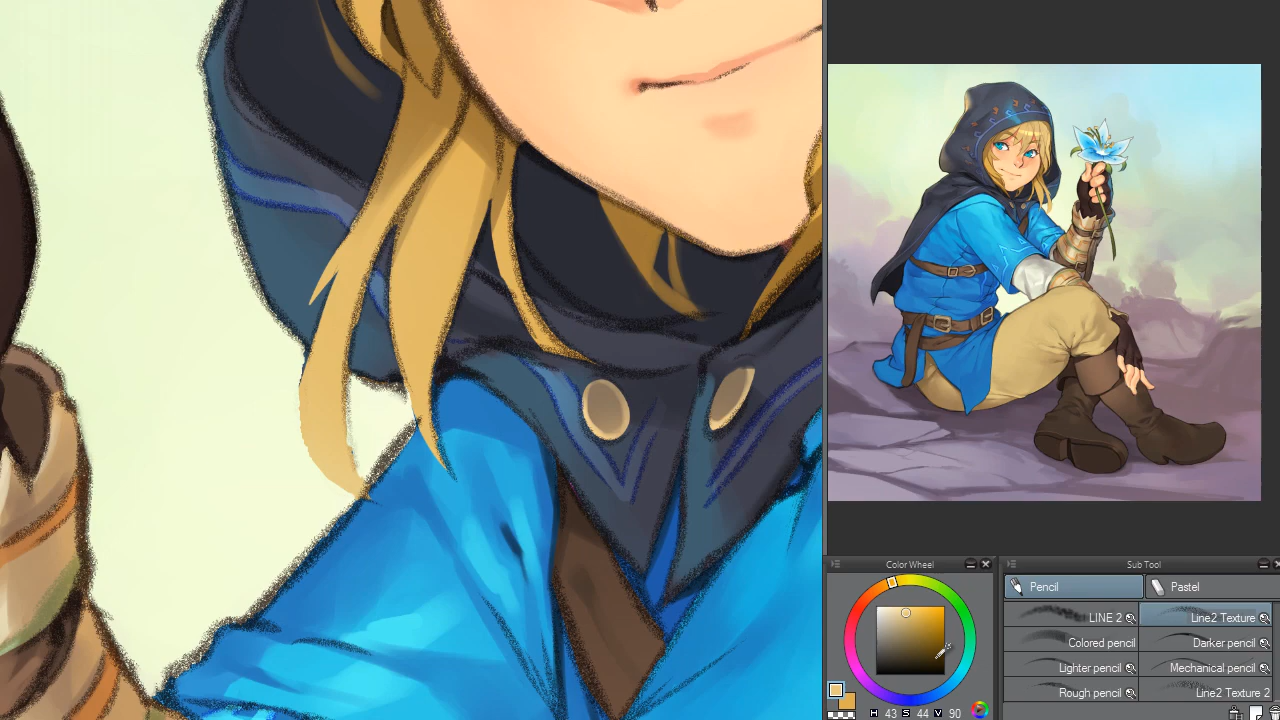 Color Wheel
H 43 S 44 V 90
Sub Tool
Pencil
Pastel
LINE 2
Line2 Texture
Colored pencil
Darker pencil
Lighter pencil
Mechanical pencil
Rough pencil
Line2 Texture 2